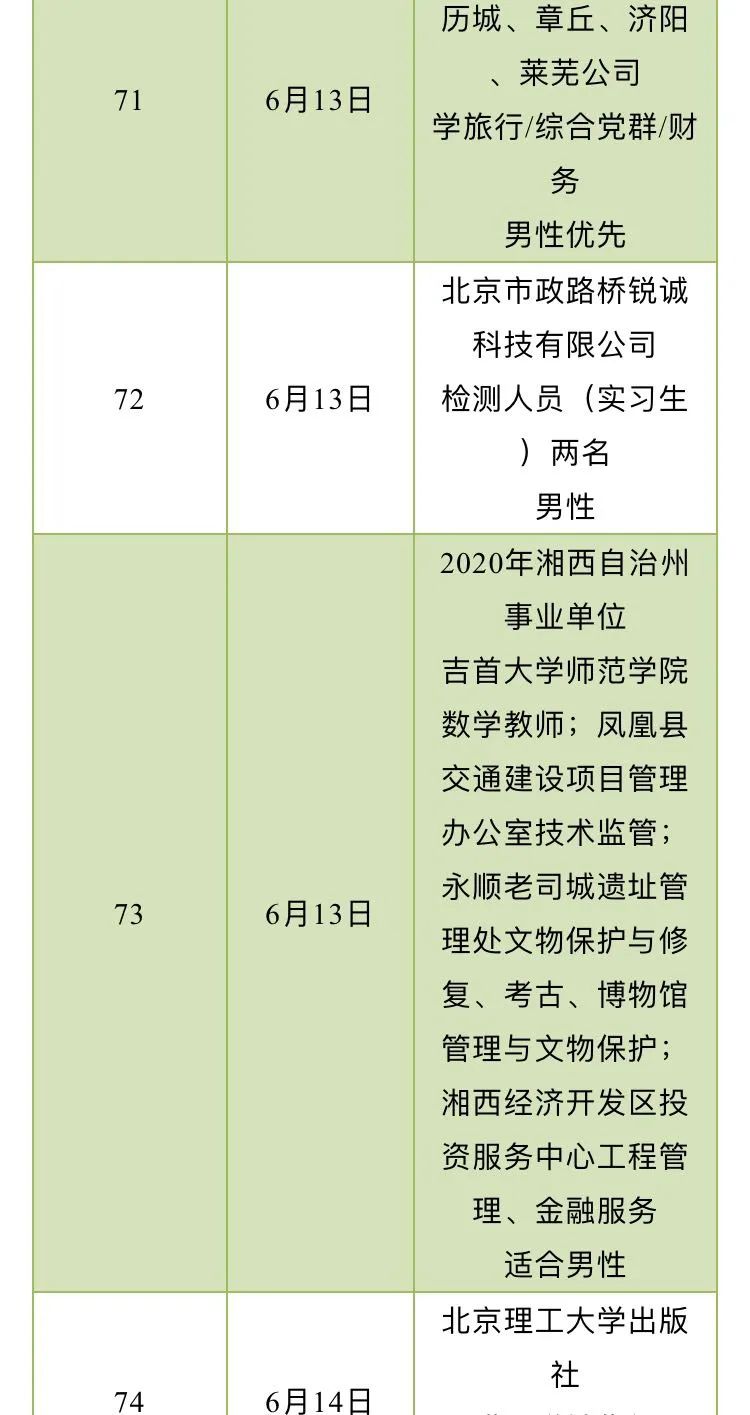 历城、章丘、济阳
、莱芜公司
71
6月13日
学旅行/综合党群/财
务
男性优先
北京市政路桥锐诚
科技有限公司
72
6月13日
检测人员（实习生
）两名
男性
2020年湘西自治州
事业单位
吉首大学师范学院
数学教师；凤凰县
交通建设项目管理
办公室技术监管；
永顺老司城遗址管
73
6月13日
理处文物保护与修
复、考古、博物馆
管理与文物保护；
湘西经济开发区投
资服务中心工程管
理、金融服务
适合男性
北京理工大学出版
社
74
6月14日